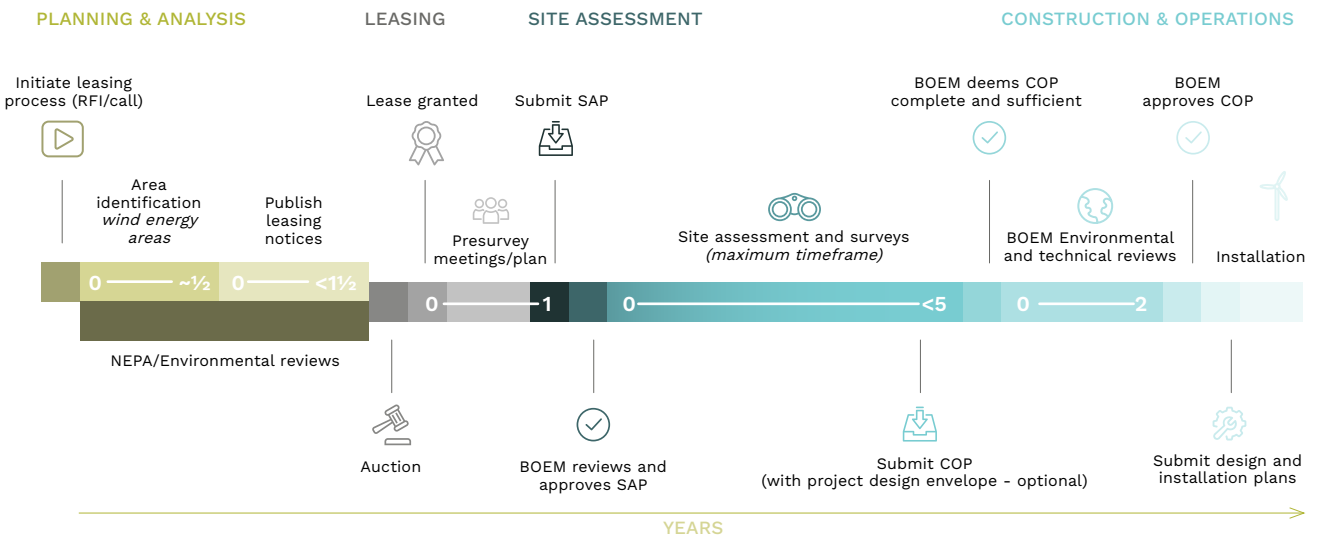 PLANNING & ANALYSIS
LEASING
SITE ASSESSMENT
CONSTRUCTION & OPERATIONS
Initiate leasing
process (RFI/call)
Lease granted
Submit SAP
BOEM deems COP
complete and sufficient
BOEM
approves COP
Area
identification
wind energy
areas
Publish
leasing
notices
Presurvey
meetings/plan
Site assessment and surveys
(maximum timeframe)
BOEM Environmental
and technical reviews
Installation
0 ~½
0 <1½
0 1
0 <5
0 2
NEPA/Environmental reviews
Auction
BOEM reviews and
approves SAP
Submit COP
(with project design envelope - optional)
Submit design and
installation plans
YEARS